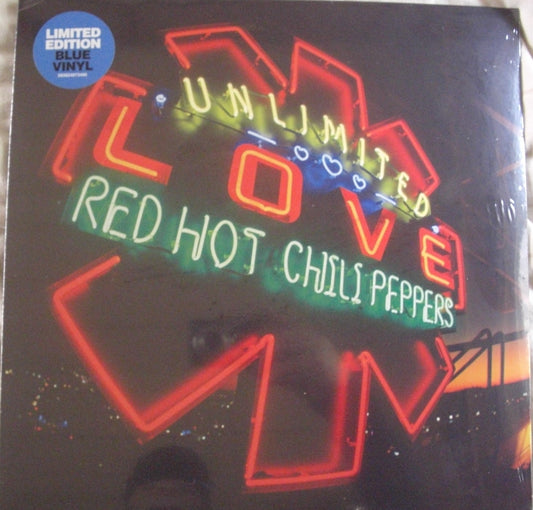 LIMITED
EDITION
BLUE
VINYL
UNLIMITED
LOVE
RED HOT CHILI PEPPERS